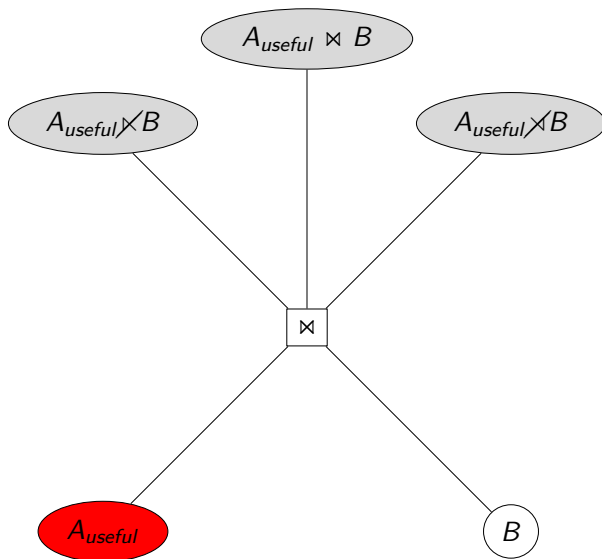 A_useful ⋈ B
A_useful ⋉̸ B
A_useful ⋊̸ B
⋈
A_useful
B